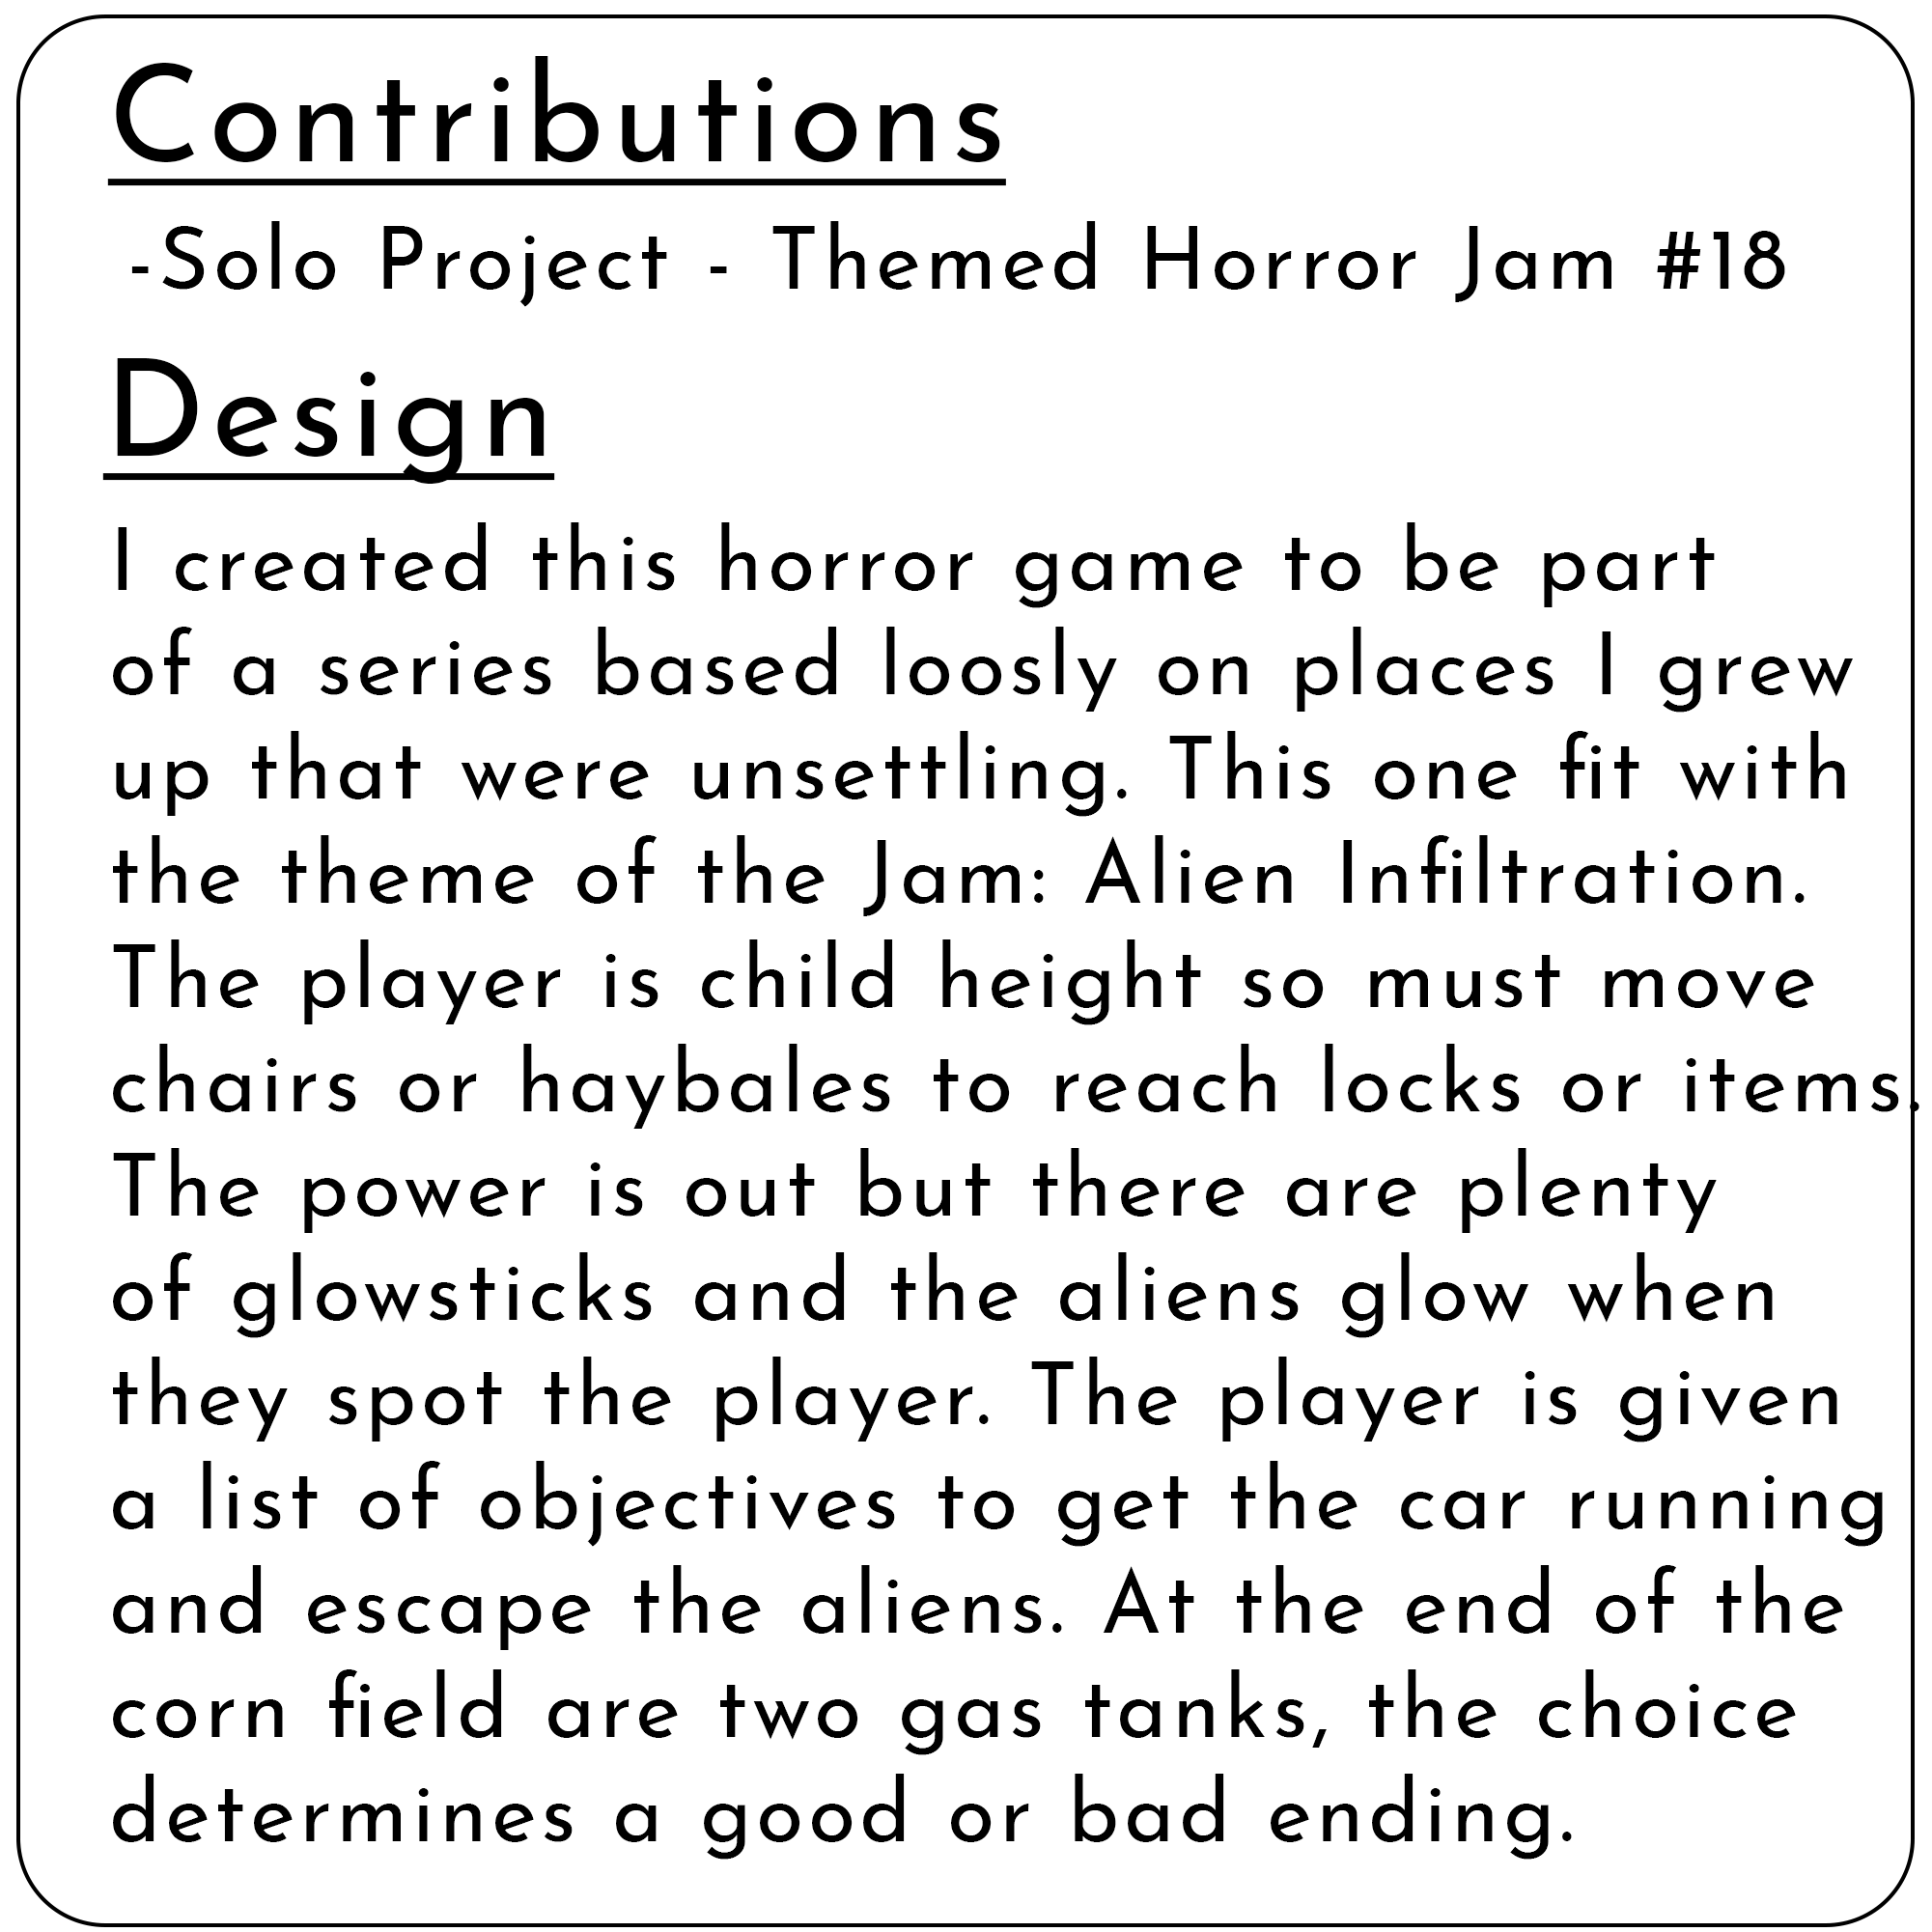 Contributions
-Solo Project - Themed Horror Jam #18
Design
I created this horror game to be part
of a series based loosly on places I grew
up that were unsettling. This one fit with
the theme of the Jam: Alien Infiltration.
The player is child height so must move
chairs or haybales to reach locks or items.
The power is out but there are plenty
of glowsticks and the aliens glow when
they spot the player. The player is given
a list of objectives to get the car running
and escape the aliens. At the end of the
corn field are two gas tanks, the choice
determines a good or bad ending.